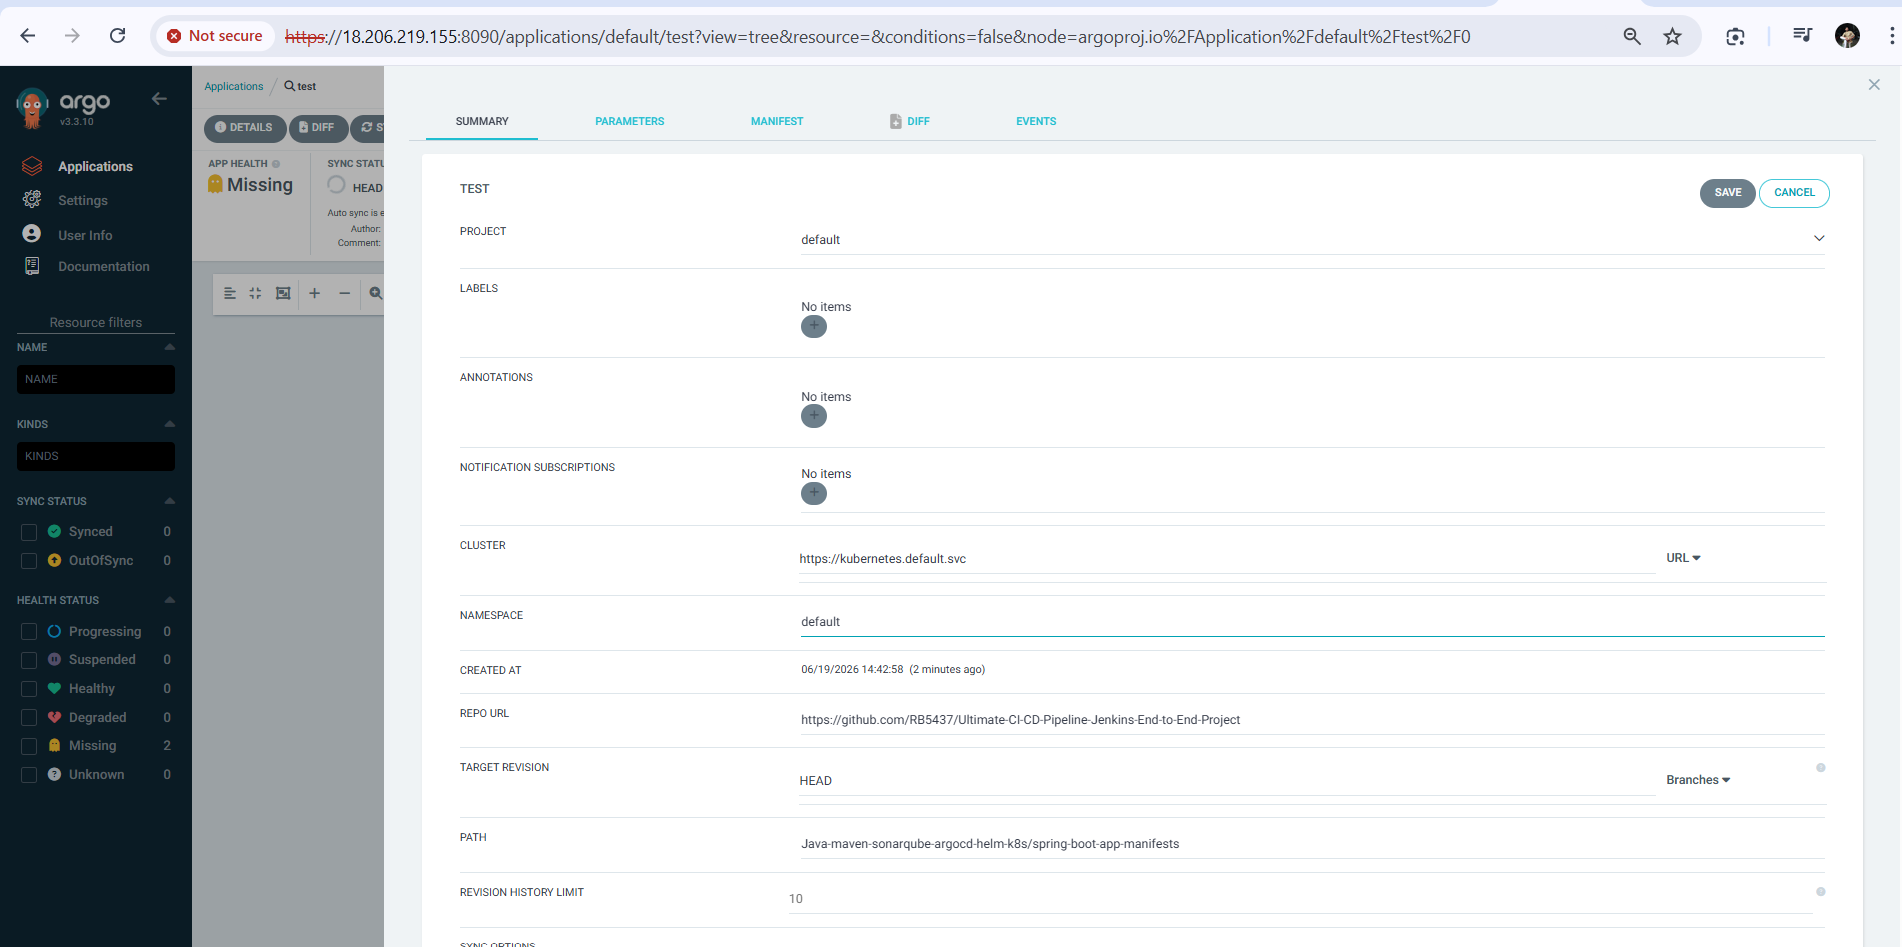 Not secure
https://18.206.219.155:8090/applications/default/test?view=tree&resource=&conditions=false&node=argoproj.io%2FApplication%2Fdefault%2Ftest%2F0
argo
v3.3.10
Applications
Settings
User Info
Documentation
Resource filters
NAME
NAME
KINDS
KINDS
SYNC STATUS
Synced 0
OutOfSync 0
HEALTH STATUS
Progressing 0
Suspended 0
Healthy 0
Degraded 0
Missing 2
Unknown 0
Applications / test
DETAILS DIFF S
APP HEALTH
Missing
SYNC STATU
HEAD
Auto sync is e
Author:
Comment:
SUMMARY PARAMETERS MANIFEST DIFF EVENTS
TEST
SAVE CANCEL
PROJECT
default
LABELS
No items
ANNOTATIONS
No items
NOTIFICATION SUBSCRIPTIONS
No items
CLUSTER
https://kubernetes.default.svc URL
NAMESPACE
default
CREATED AT
06/19/2026 14:42:58 (2 minutes ago)
REPO URL
https://github.com/RB5437/Ultimate-CI-CD-Pipeline-Jenkins-End-to-End-Project
TARGET REVISION
HEAD Branches
PATH
Java-maven-sonarqube-argocd-helm-k8s/spring-boot-app-manifests
REVISION HISTORY LIMIT
10
SYNC OPTIONS